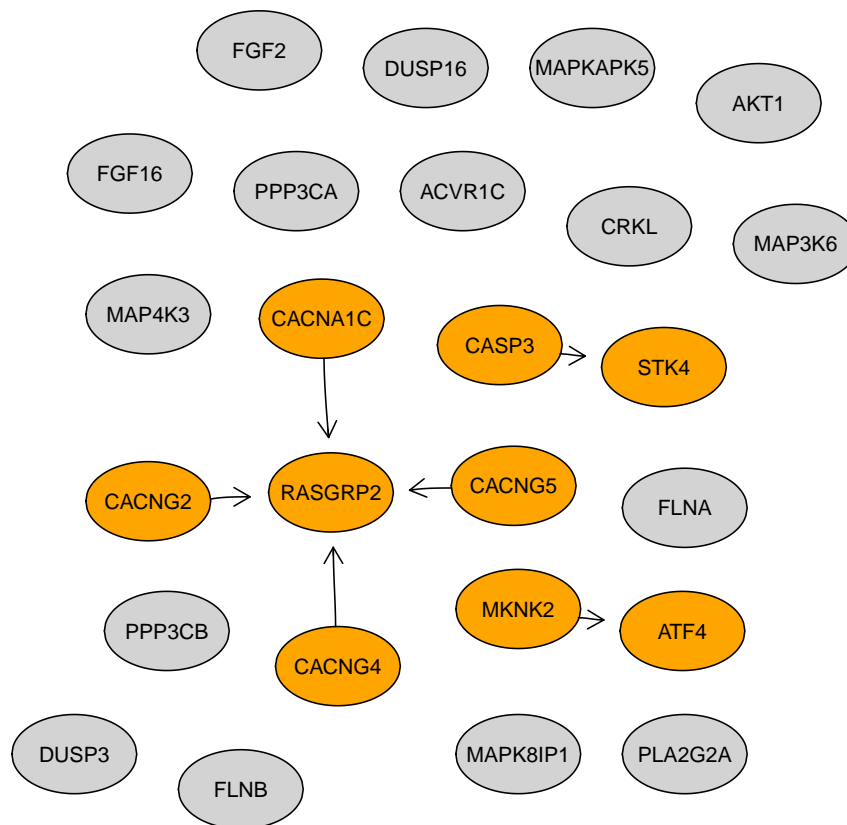 FGF2
DUSP16
MAPKAPK5
AKT1
FGF16
PPP3CA
ACVR1C
CRKL
MAP3K6
MAP4K3
CACNA1C
CASP3
STK4
CACNG2
RASGRP2
CACNG5
FLNA
PPP3CB
CACNG4
MKNK2
ATF4
DUSP3
FLNB
MAPK8IP1
PLA2G2A